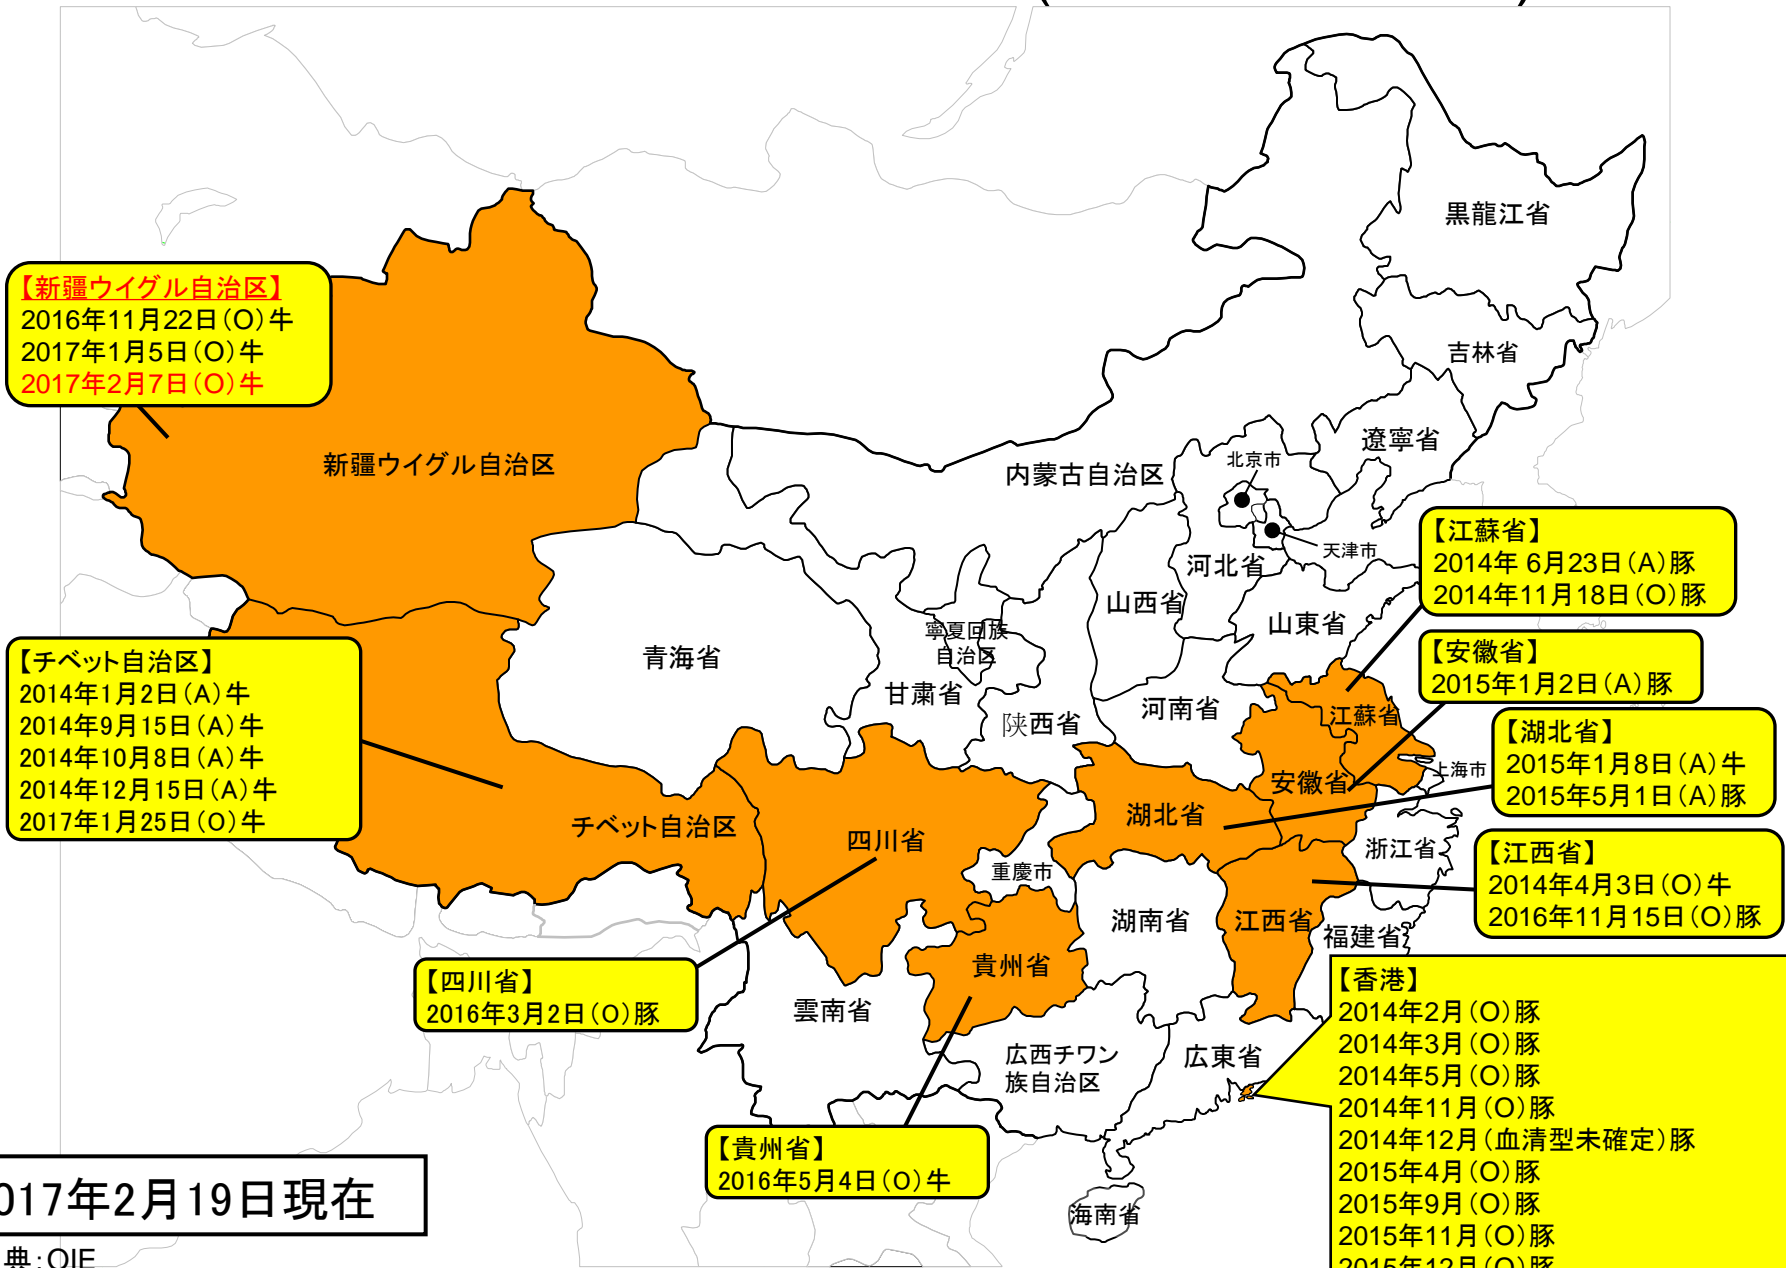 黒龍江省
【新疆ウイグル自治区】
2016年11月22日(O)牛
2017年1月5日(O)牛
2017年2月7日(O)牛
吉林省
遼寧省
北京市
新疆ウイグル自治区
内蒙古自治区
天津市
【江蘇省】
2014年 6月23日(A)豚
2014年11月18日(O)豚
河北省
山西省
山東省
寧夏回族
自治区
青海省
甘粛省
陝西省
河南省
【安徽省】
2015年1月2日(A)豚
【チベット自治区】
2014年1月2日(A)牛
2014年9月15日(A)牛
2014年10月8日(A)牛
2014年12月15日(A)牛
2017年1月25日(O)牛
江蘇省
【湖北省】
2015年1月8日(A)牛
2015年5月1日(A)豚
上海市
安徽省
湖北省
チベット自治区
四川省
重慶市
浙江省
【江西省】
2014年4月3日(O)牛
2016年11月15日(O)豚
湖南省
江西省
福建省
貴州省
【四川省】
2016年3月2日(O)豚
雲南省
【香港】
2014年2月(O)豚
2014年3月(O)豚
2014年5月(O)豚
2014年11月(O)豚
2014年12月(血清型未確定)豚
2015年4月(O)豚
2015年9月(O)豚
2015年11月(O)豚
2015年12月(O)豚
広西チワン
族自治区
広東省
【貴州省】
2016年5月4日(O)牛
海南省
017年2月19日現在
典:OIE